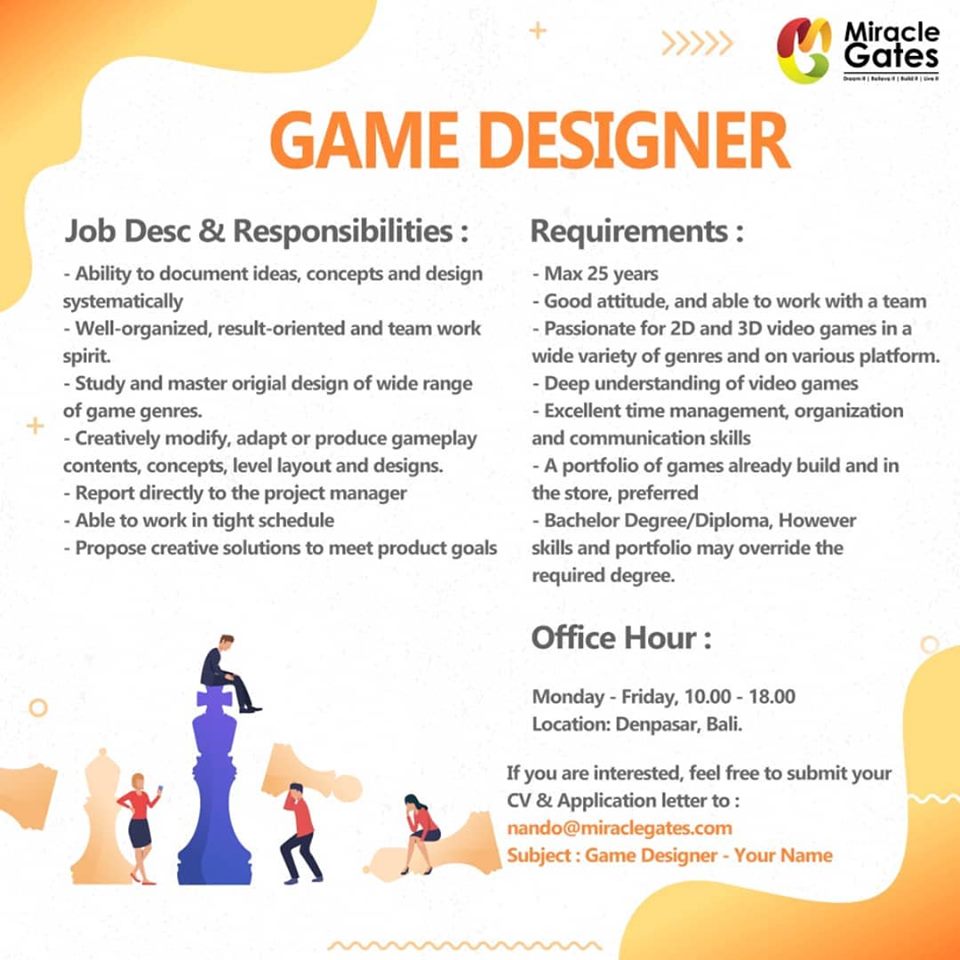 Miracle
Gates
Dream it | Believe it | Build it | Live it
GAME DESIGNER
Job Desc & Responsibilities :
- Ability to document ideas, concepts and design
systematically
- Well-organized, result-oriented and team work
spirit.
- Study and master origial design of wide range
of game genres.
- Creatively modify, adapt or produce gameplay
contents, concepts, level layout and designs.
- Report directly to the project manager
- Able to work in tight schedule
- Propose creative solutions to meet product goals
Requirements :
- Max 25 years
- Good attitude, and able to work with a team
- Passionate for 2D and 3D video games in a
wide variety of genres and on various platform.
- Deep understanding of video games
- Excellent time management, organization
and communication skills
- A portfolio of games already build and in
the store, preferred
- Bachelor Degree/Diploma, However
skills and portfolio may override the
required degree.
Office Hour :
Monday - Friday, 10.00 - 18.00
Location: Denpasar, Bali.
If you are interested, feel free to submit your
CV & Application letter to :
nando@miraclegates.com
Subject : Game Designer - Your Name